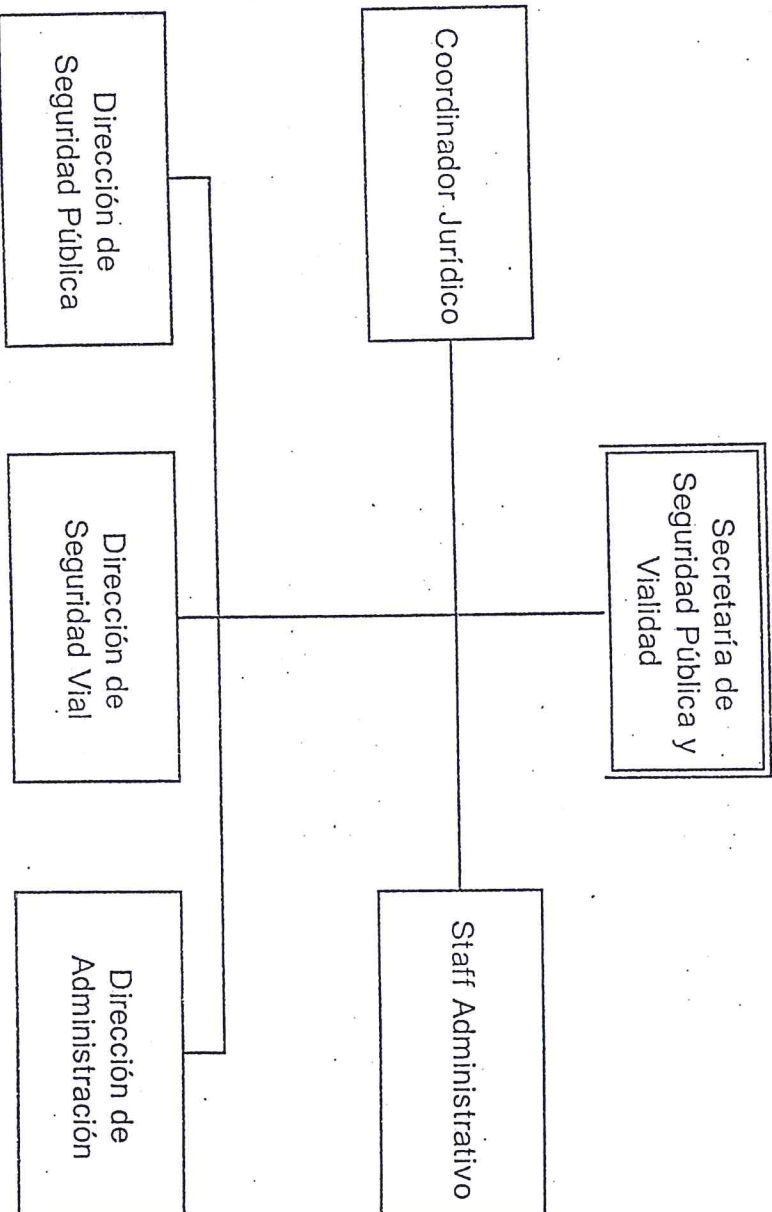 Secretaría de
Seguridad Pública y
Vialidad
Coordinador Jurídico
Staff Administrativo
Dirección de
Seguridad Pública
Dirección de
Seguridad Vial
Dirección de
Administración